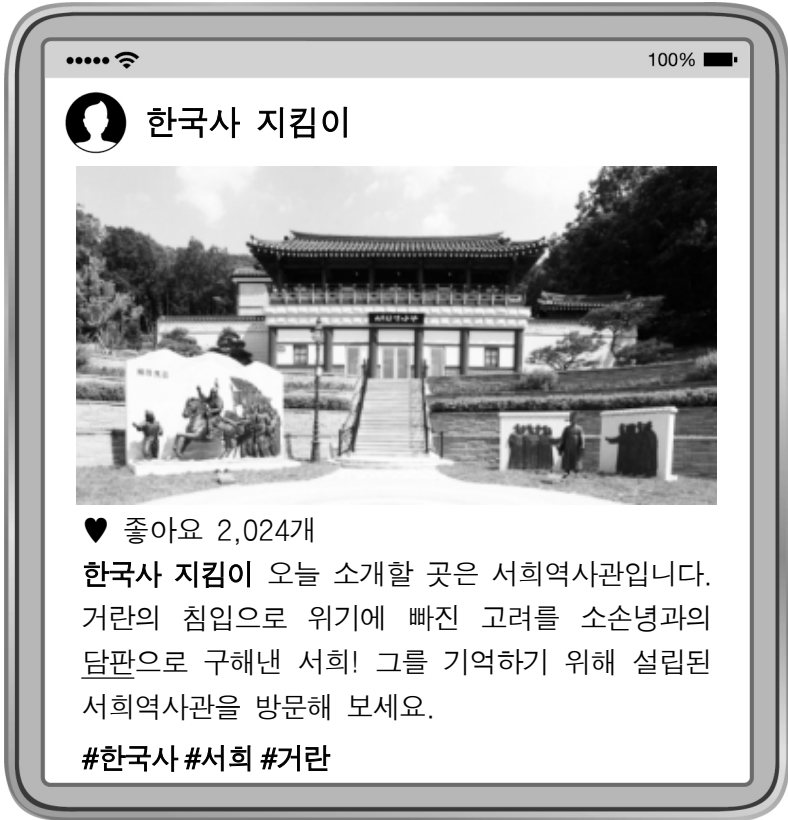 100%
한국사 지킴이
♥ 좋아요 2,024개
한국사 지킴이 오늘 소개할 곳은 서희역사관입니다.
거란의 침입으로 위기에 빠진 고려를 소손녕과의
담판으로 구해낸 서희! 그를 기억하기 위해 설립된
서희역사관을 방문해 보세요.
#한국사 #서희 #거란